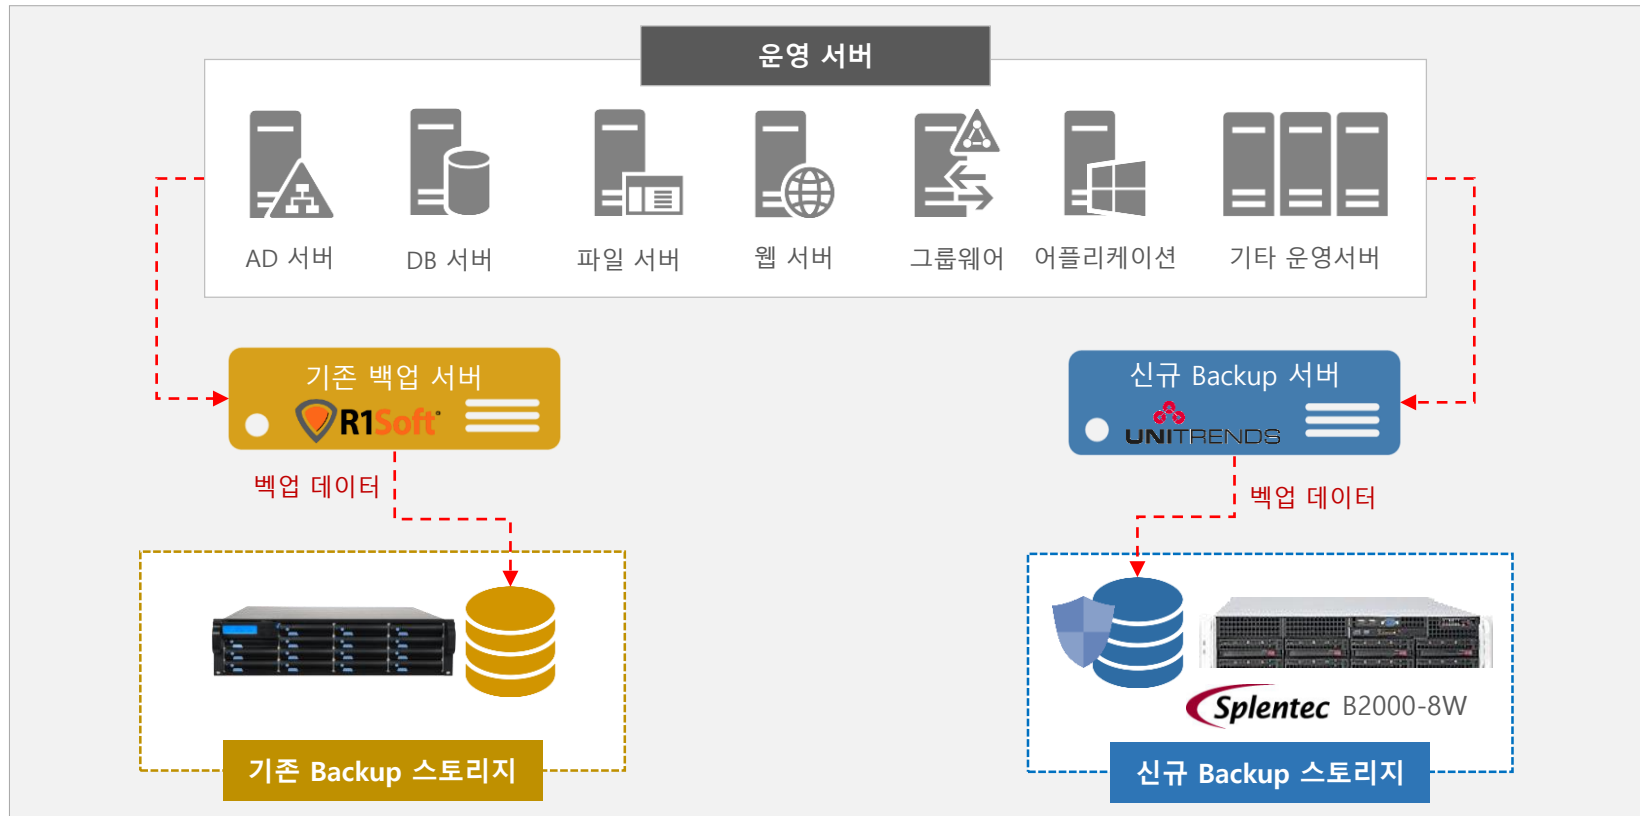 운영 서버
AD 서버
DB 서버
파일 서버
웹 서버
그룹웨어
어플리케이션
기타 운영서버
기존 백업 서버
R1Soft
신규 Backup 서버
UNITRENDS
벡업 데이터
벡업 데이터
Splentec B2000-8W
기존 Backup 스토리지
신규 Backup 스토리지